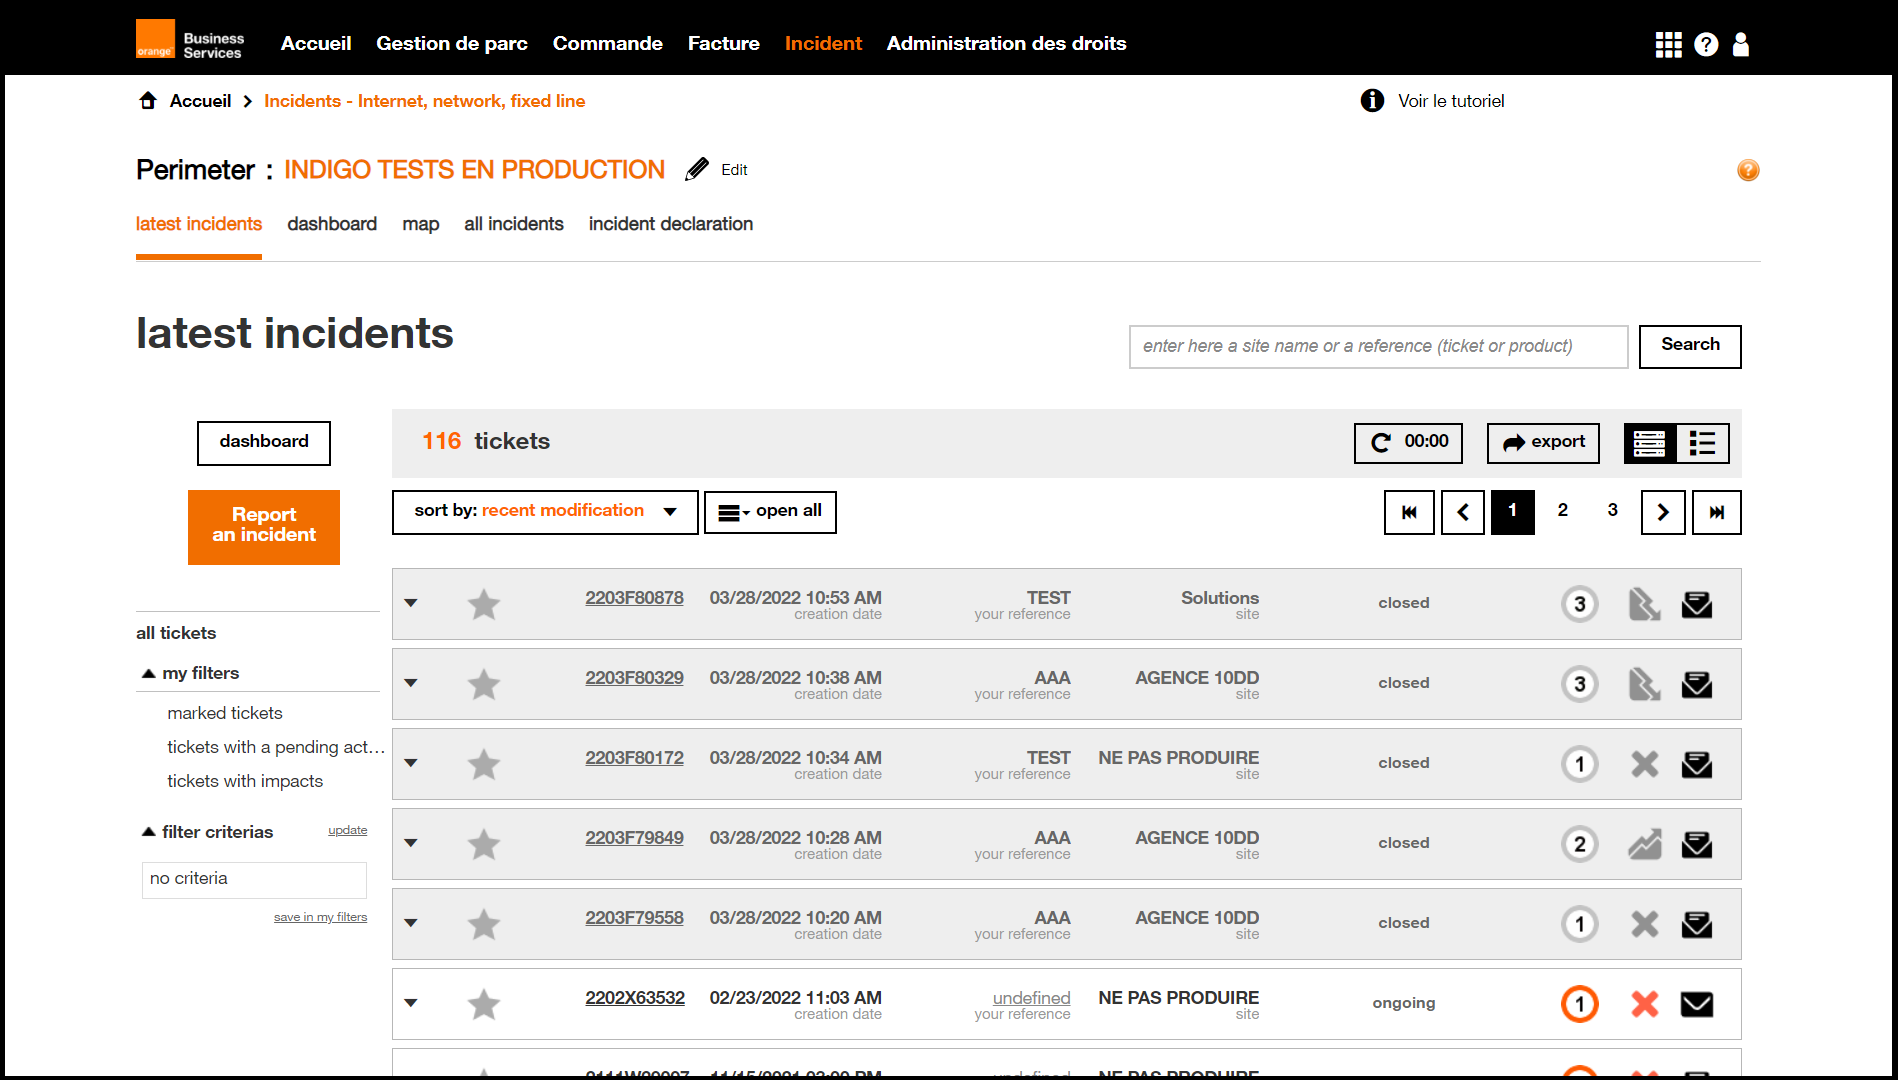 orange™ Business Services Accueil Gestion de parc Commande Facture Incident Administration des droits
Accueil Incidents - Internet, network, fixed line Voir le tutoriel
Perimeter : INDIGO TESTS EN PRODUCTION Edit
latest incidents dashboard map all incidents incident declaration
latest incidents
enter here a site name or a reference (ticket or product) Search
dashboard
116 tickets 00:00 export
Report
an incident
sort by: recent modification open all 1 2 3
all tickets
my filters
marked tickets
tickets with a pending act...
tickets with impacts
filter criterias update
no criteria
save in my filters
2203F80878 03/28/2022 10:53 AM TEST Solutions closed 3
creation date your reference site
2203F80329 03/28/2022 10:38 AM AAA AGENCE 10DD closed 3
creation date your reference site
2203F80172 03/28/2022 10:34 AM TEST NE PAS PRODUIRE closed 1
creation date your reference site
2203F79849 03/28/2022 10:28 AM AAA AGENCE 10DD closed 2
creation date your reference site
2203F79558 03/28/2022 10:20 AM AAA AGENCE 10DD closed 1
creation date your reference site
2202X63532 02/23/2022 11:03 AM undefined NE PAS PRODUIRE ongoing 1
creation date your reference site
undefined NE PAS PRODUIRE